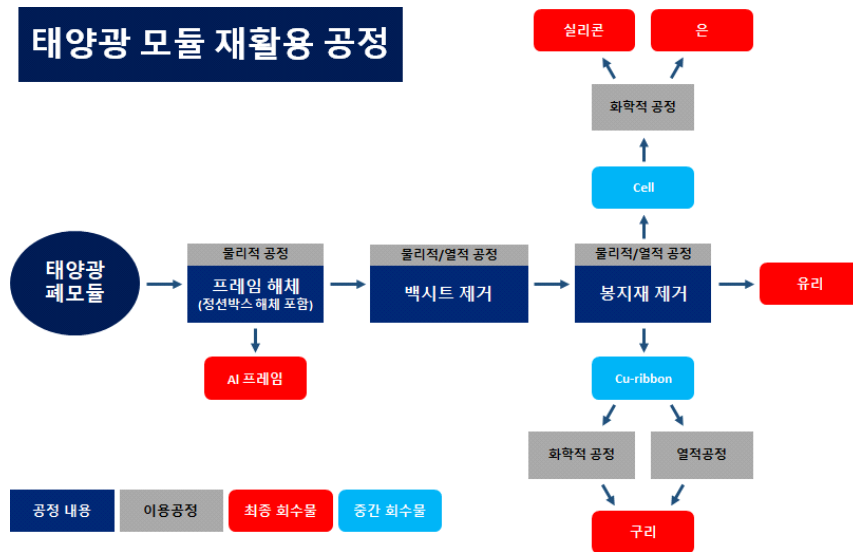 태양광 모듈 재활용 공정
실리콘
은
화학적 공정
Cell
태양광
폐모듈
물리적 공정
프레임 해체
(정션박스 해체 포함)
물리적/열적 공정
백시트 제거
물리적/열적 공정
봉지재 제거
유리
Al 프레임
Cu-ribbon
화학적 공정
열적공정
구리
공정 내용
이용공정
최종 회수물
중간 회수물